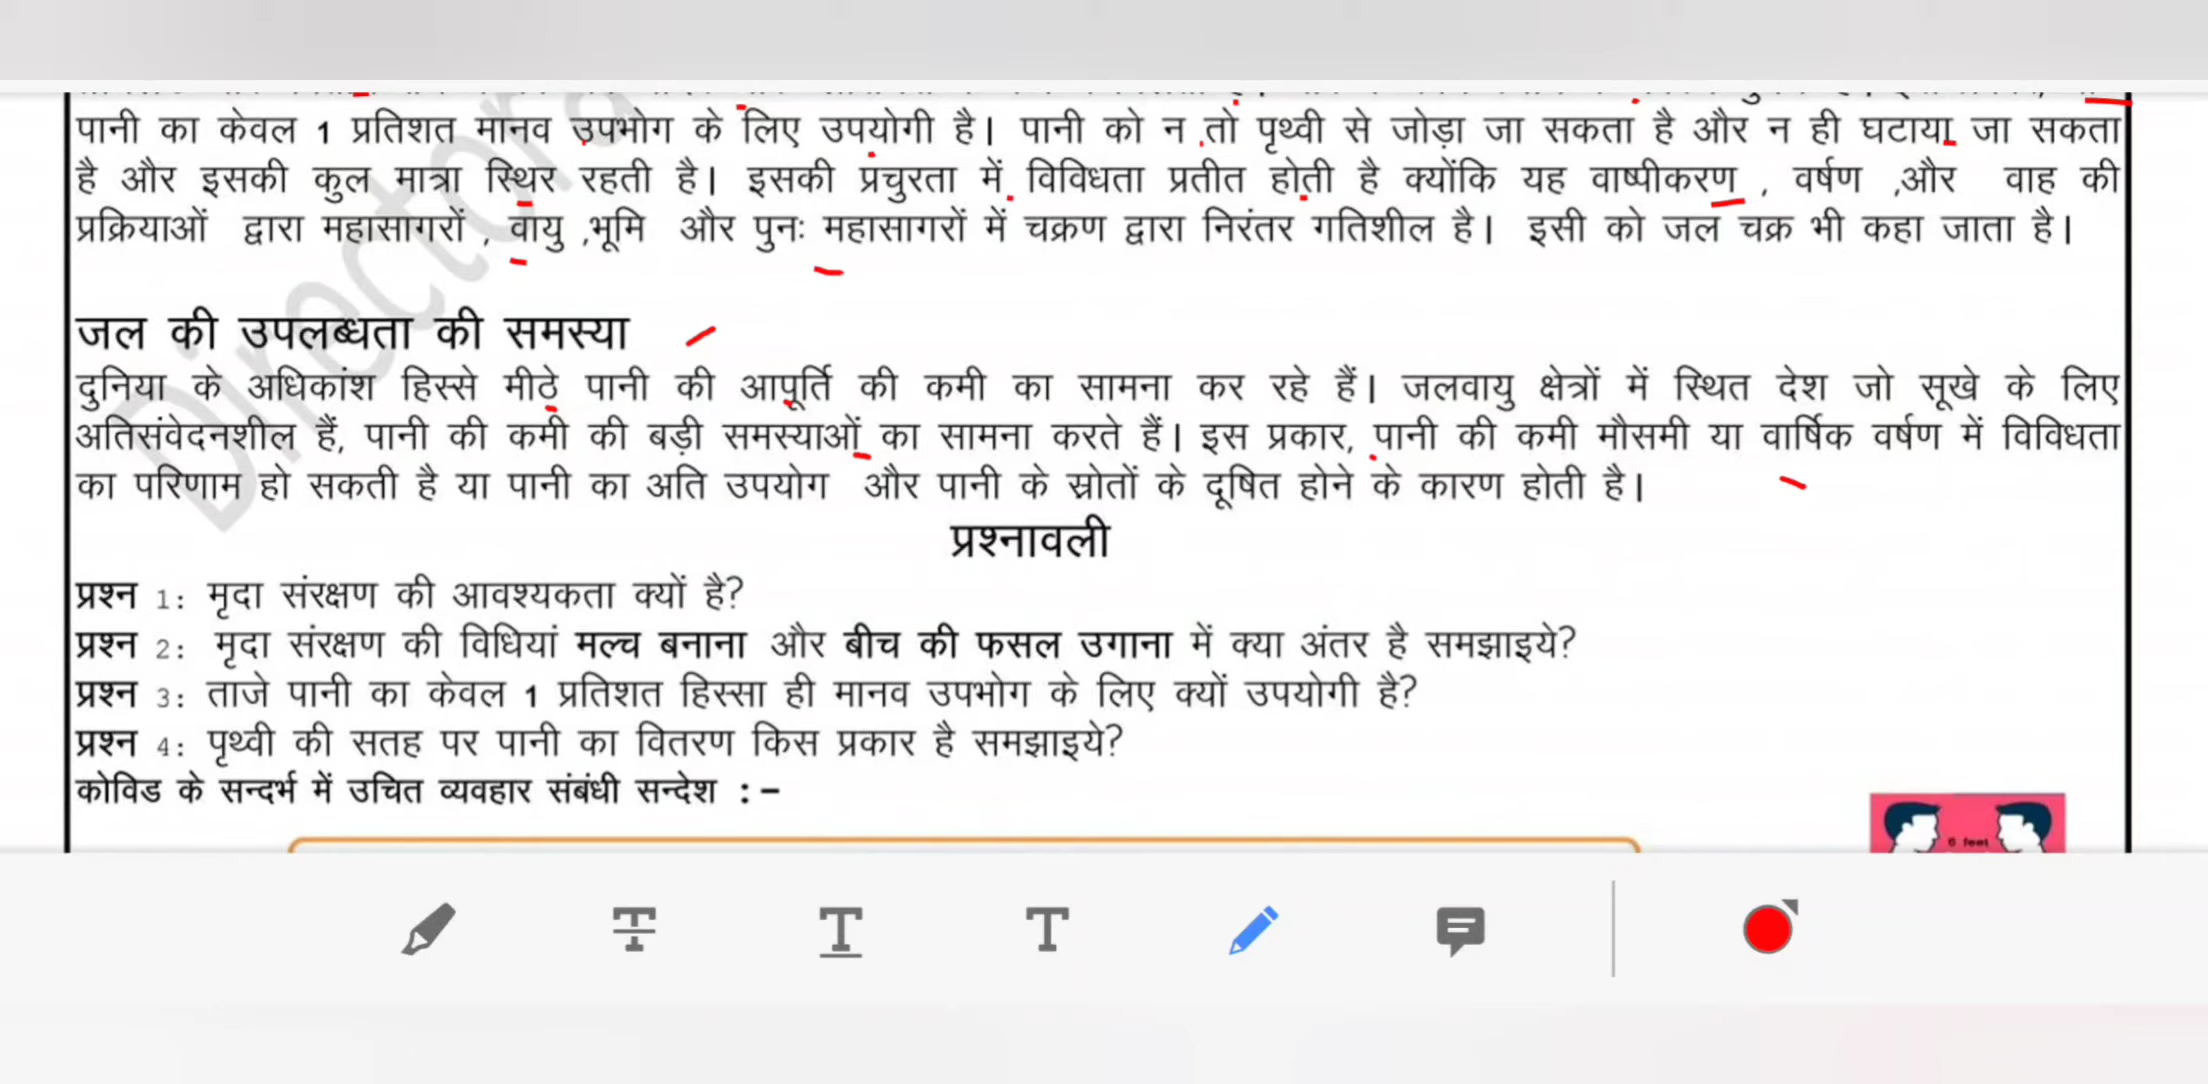 पानी का केवल 1 प्रतिशत मानव उपभोग के लिए उपयोगी है। पानी को न तो पृथ्वी से जोड़ा जा सकता है और न ही घटाया जा सकता
है और इसकी कुल मात्रा स्थिर रहती है। इसकी प्रचुरता में विविधता प्रतीत होती है क्योंकि यह वाष्पीकरण , वर्षण ,और वाह की
प्रक्रियाओं द्वारा महासागरों , वायु ,भूमि और पुनः महासागरों में चक्रण द्वारा निरंतर गतिशील है। इसी को जल चक्र भी कहा जाता है।
जल की उपलब्धता की समस्या
दुनिया के अधिकांश हिस्से मीठे पानी की आपूर्ति की कमी का सामना कर रहे हैं। जलवायु क्षेत्रों में स्थित देश जो सूखे के लिए
अतिसंवेदनशील हैं, पानी की कमी की बड़ी समस्याओं का सामना करते हैं। इस प्रकार, पानी की कमी मौसमी या वार्षिक वर्षण में विविधता
का परिणाम हो सकती है या पानी का अति उपयोग और पानी के स्रोतों के दूषित होने के कारण होती है।
प्रश्नावली
प्रश्न 1: मृदा संरक्षण की आवश्यकता क्यों है?
प्रश्न 2: मृदा संरक्षण की विधियां मल्च बनाना और बीच की फसल उगाना में क्या अंतर है समझाइये?
प्रश्न 3: ताजे पानी का केवल 1 प्रतिशत हिस्सा ही मानव उपभोग के लिए क्यों उपयोगी है?
प्रश्न 4: पृथ्वी की सतह पर पानी का वितरण किस प्रकार है समझाइये?
कोविड के सन्दर्भ में उचित व्यवहार संबंधी सन्देश :-
6 feet